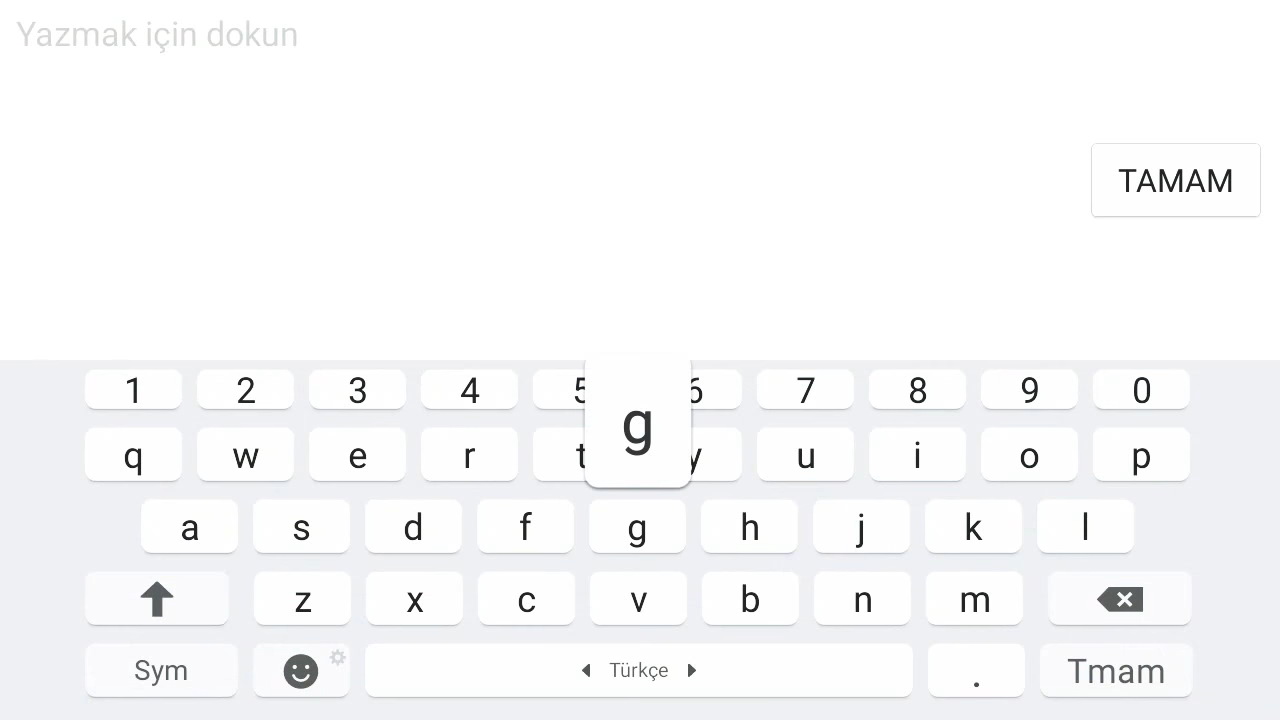 Yazmak için dokun
TAMAM
1 2 3 4 5 6 7 8 9 0
g
q w e r t y u i o p
a s d f g h j k l
z x c v b n m
Sym Türkçe . Tmam